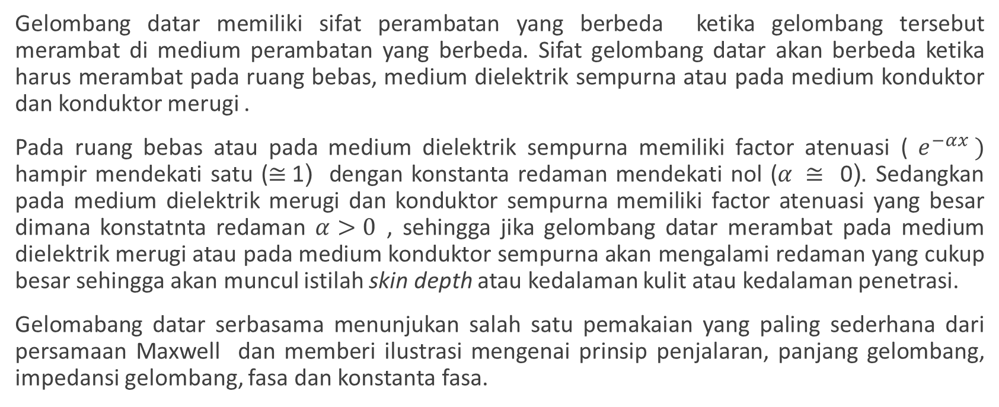 Gelombang datar memiliki sifat perambatan yang berbeda ketika gelombang tersebut
merambat di medium perambatan yang berbeda. Sifat gelombang datar akan berbeda ketika
harus merambat pada ruang bebas, medium dielektrik sempurna atau pada medium konduktor
dan konduktor merugi .
Pada ruang bebas atau pada medium dielektrik sempurna memiliki factor atenuasi ( e^{−αx} )
hampir mendekati satu (≅ 1) dengan konstanta redaman mendekati nol (α ≅ 0). Sedangkan
pada medium dielektrik merugi dan konduktor sempurna memiliki factor atenuasi yang besar
dimana konstatnta redaman α > 0 , sehingga jika gelombang datar merambat pada medium
dielektrik merugi atau pada medium konduktor sempurna akan mengalami redaman yang cukup
besar sehingga akan muncul istilah skin depth atau kedalaman kulit atau kedalaman penetrasi.
Gelomabang datar serbasama menunjukan salah satu pemakaian yang paling sederhana dari
persamaan Maxwell dan memberi ilustrasi mengenai prinsip penjalaran, panjang gelombang,
impedansi gelombang, fasa dan konstanta fasa.